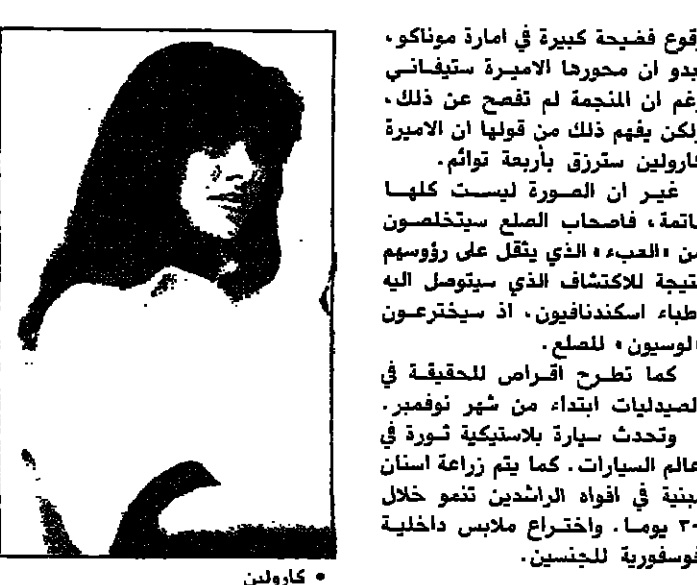 وقوع فضيحة كبيرة في امارة موناكو،
يبدو ان محورها الاميرة ستيفاني
رغم ان المنجمة لم تفصح عن ذلك،
ولكن يفهم ذلك من قولها ان الاميرة
كارولين سترزق بأربعة توائم.
غير ان الصورة ليست كلها
قاتمة، فاصحاب الصلع سيتخلصون
من «العبء» الذي يثقل على رؤوسهم
نتيجة للاكتشاف الذي سيتوصل اليه
اطباء اسكندنافيون، اذ سيخترعون
«لوسيون» للصلع.
كما تطرح اقراص للحقيقة في
الصيدليات ابتداء من شهر نوفمبر.
وتحدث سيارة بلاستيكية ثورة في
عالم السيارات. كما يتم زراعة اسنان
لبنية في افواه الراشدين تنمو خلال
٣٠ يوما. واختراع ملابس داخلية
فوسفورية للجنسين.
• كارولين